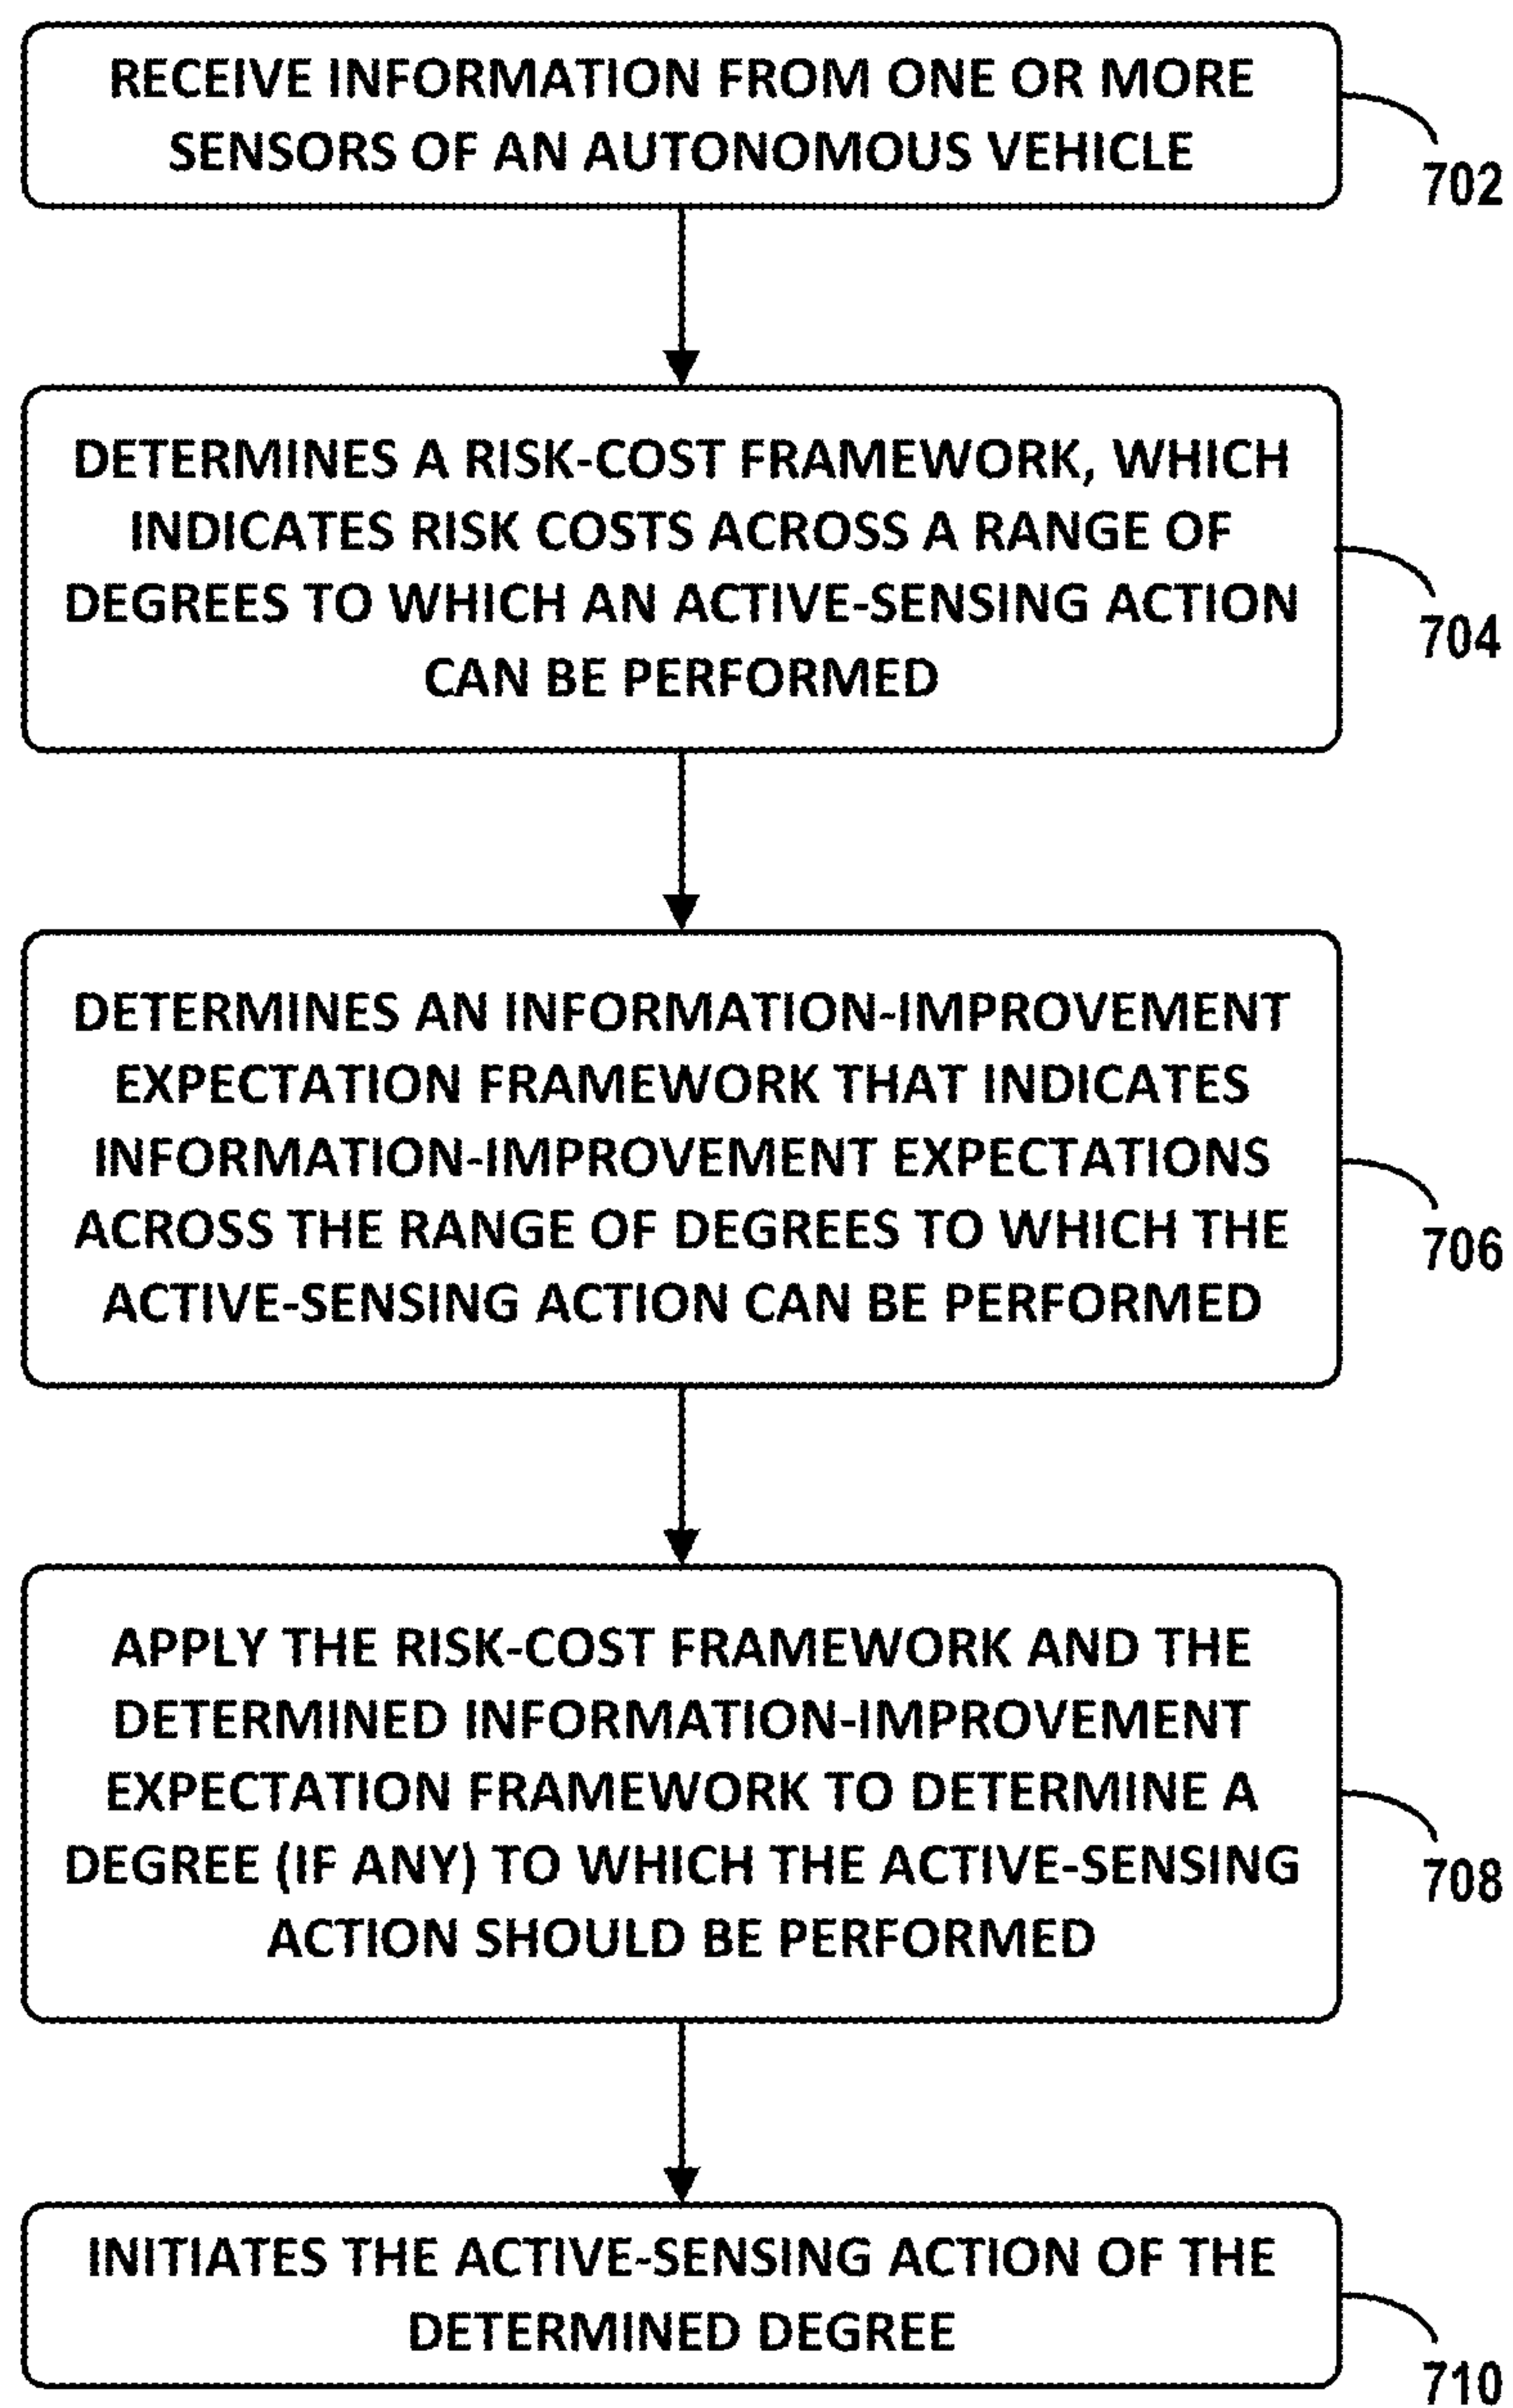 RECEIVE INFORMATION FROM ONE OR MORE
SENSORS OF AN AUTONOMOUS VEHICLE
702
DETERMINES A RISK-COST FRAMEWORK, WHICH
INDICATES RISK COSTS ACROSS A RANGE OF
DEGREES TO WHICH AN ACTIVE-SENSING ACTION
CAN BE PERFORMED
704
DETERMINES AN INFORMATION-IMPROVEMENT
EXPECTATION FRAMEWORK THAT INDICATES
INFORMATION-IMPROVEMENT EXPECTATIONS
ACROSS THE RANGE OF DEGREES TO WHICH THE
ACTIVE-SENSING ACTION CAN BE PERFORMED
706
APPLY THE RISK-COST FRAMEWORK AND THE
DETERMINED INFORMATION-IMPROVEMENT
EXPECTATION FRAMEWORK TO DETERMINE A
DEGREE (IF ANY) TO WHICH THE ACTIVE-SENSING
ACTION SHOULD BE PERFORMED
708
INITIATES THE ACTIVE-SENSING ACTION OF THE
DETERMINED DEGREE
710